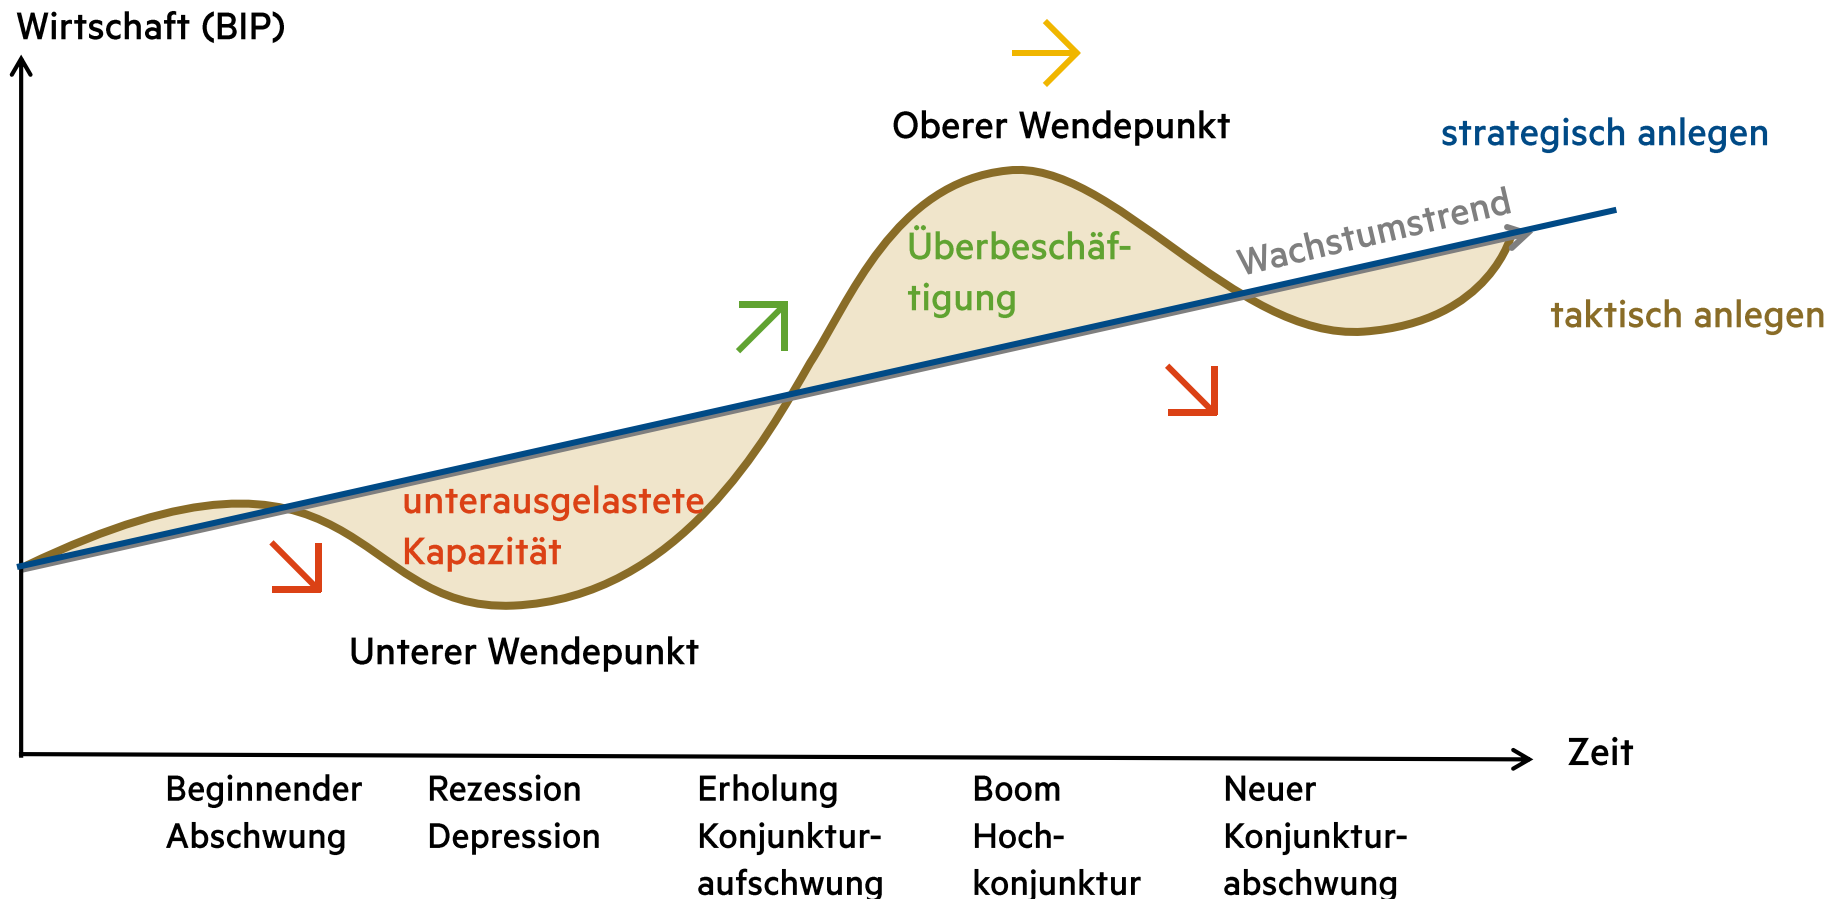 Wirtschaft (BIP)
Oberer Wendepunkt
strategisch anlegen
Wachstumstrend
Überbeschäf-
tigung
taktisch anlegen
unterausgelastete
Kapazität
Unterer Wendepunkt
Zeit
Beginnender
Abschwung
Rezession
Depression
Erholung
Konjunktur-
aufschwung
Boom
Hoch-
konjunktur
Neuer
Konjunktur-
abschwung